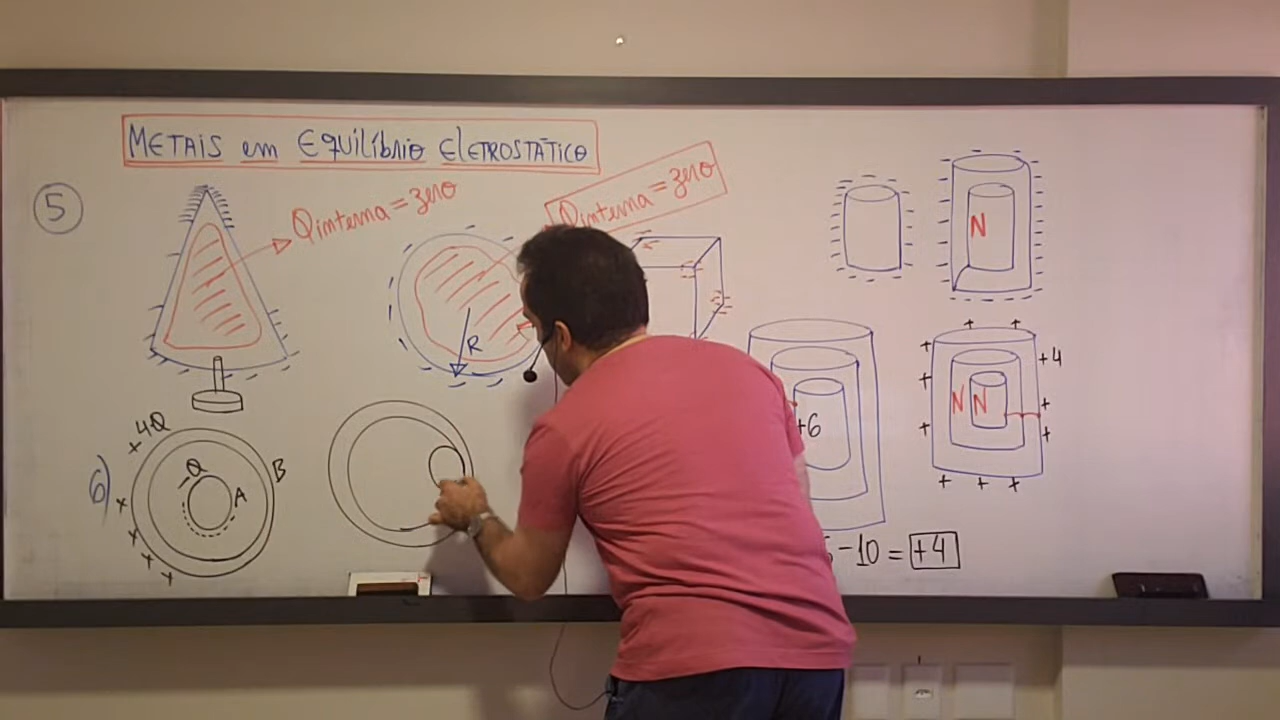 METAIS em EQUILÍBRIO ELETROSTÁTICO
5
Qinterna = zero
Qinterna = zero
R
N
+6
N N
+4
6)
+4Q
-Q
A
B
-10 = +4